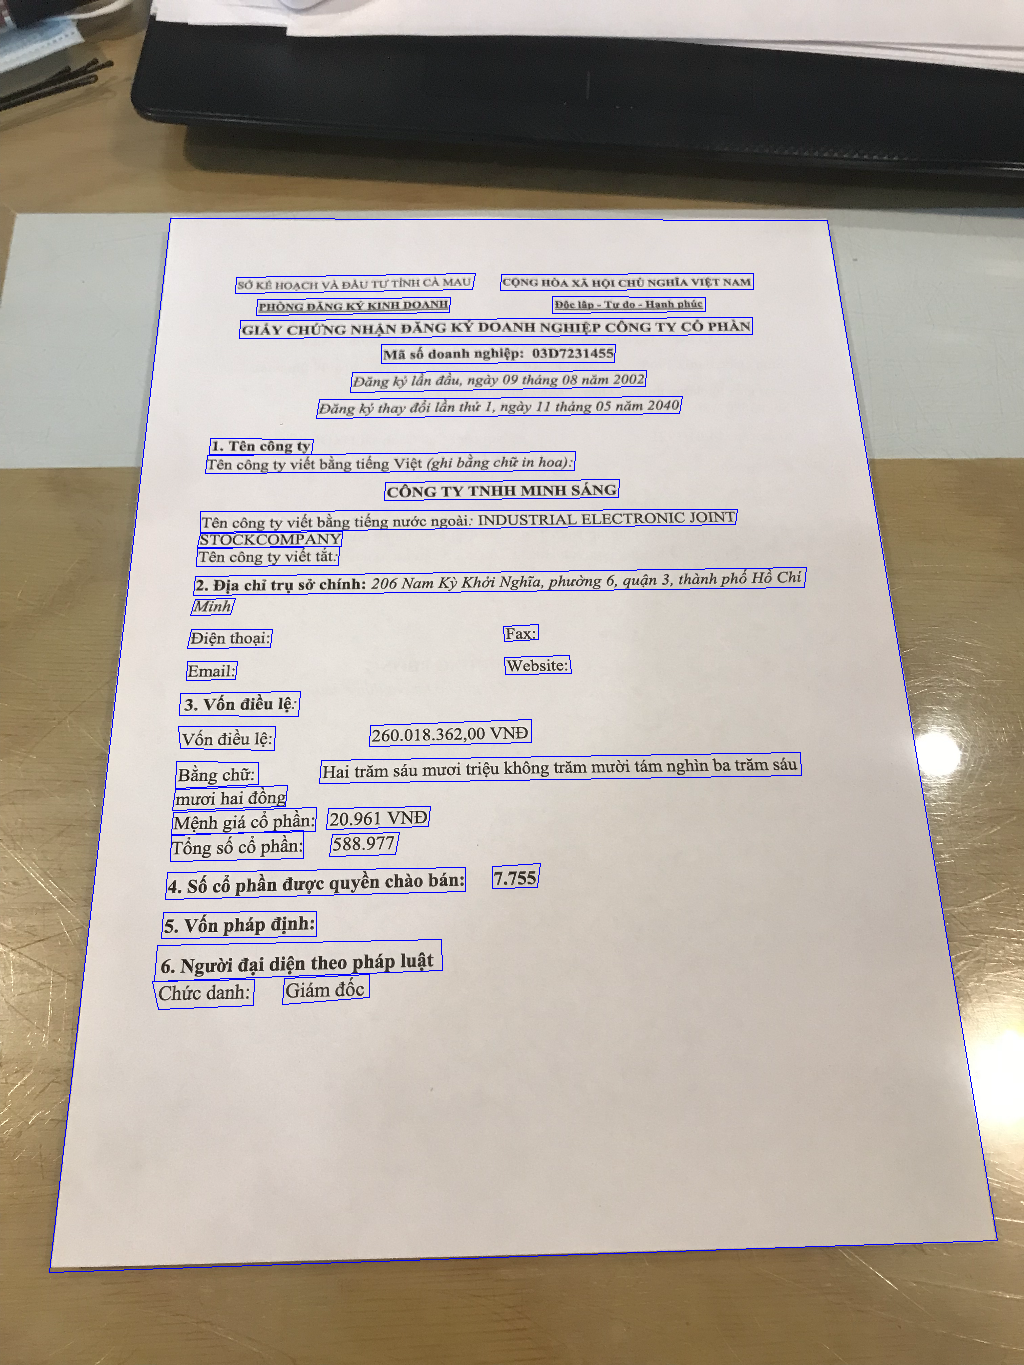 SỞ KẾ HOẠCH VÀ ĐẦU TƯ TỈNH CÀ MAU CỘNG HÒA XÃ HỘI CHỦ NGHĨA VIỆT NAM
PHÒNG ĐĂNG KÝ KINH DOANH Độc lập - Tự do - Hạnh phúc
GIẤY CHỨNG NHẬN ĐĂNG KÝ DOANH NGHIỆP CÔNG TY CỔ PHẦN
Mã số doanh nghiệp: 03D7231455
Đăng ký lần đầu, ngày 09 tháng 08 năm 2002
Đăng ký thay đổi lần thứ 1, ngày 11 tháng 05 năm 2040
1. Tên công ty
Tên công ty viết bằng tiếng Việt (ghi bằng chữ in hoa):
CÔNG TY TNHH MINH SÁNG
Tên công ty viết bằng tiếng nước ngoài: INDUSTRIAL ELECTRONIC JOINT
STOCKCOMPANY
Tên công ty viết tắt:
2. Địa chỉ trụ sở chính: 206 Nam Kỳ Khởi Nghĩa, phường 6, quận 3, thành phố Hồ Chí
Minh
Điện thoại: Fax:
Email: Website:
3. Vốn điều lệ:
Vốn điều lệ: 260.018.362,00 VNĐ
Bằng chữ: Hai trăm sáu mươi triệu không trăm mười tám nghìn ba trăm sáu
mươi hai đồng
Mệnh giá cổ phần: 20.961 VNĐ
Tổng số cổ phần: 588.977
4. Số cổ phần được quyền chào bán: 7.755
5. Vốn pháp định:
6. Người đại diện theo pháp luật
Chức danh: Giám đốc